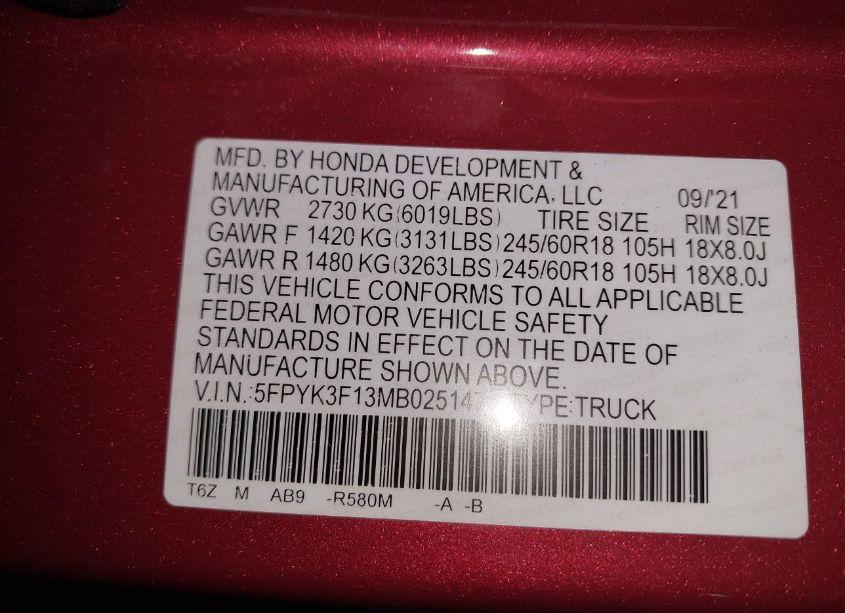 MFD. BY HONDA DEVELOPMENT &
MANUFACTURING OF AMERICA, LLC 09/'21
GVWR 2730 KG(6019LBS) TIRE SIZE RIM SIZE
GAWR F 1420 KG(3131LBS) 245/60R18 105H 18X8.0J
GAWR R 1480 KG(3263LBS) 245/60R18 105H 18X8.0J
THIS VEHICLE CONFORMS TO ALL APPLICABLE
FEDERAL MOTOR VEHICLE SAFETY
STANDARDS IN EFFECT ON THE DATE OF
MANUFACTURE SHOWN ABOVE.
V.I.N.: TYPE:TRUCK
T6Z M AB9 -R580M -A -B